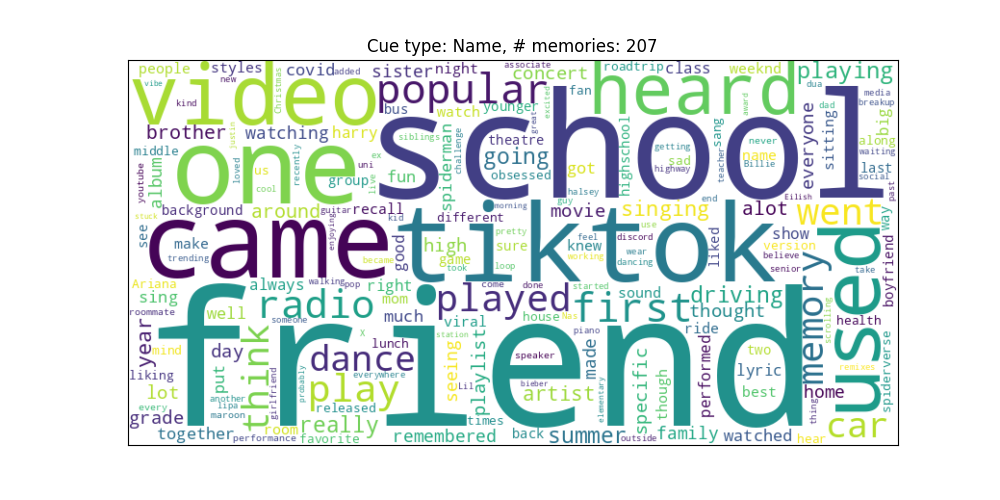 Cue type: Name, # memories: 207
people styles new covid added Christmas sister night associate concert roadtrip class weeknd playing
vibe kind video popular bus watch younger excited fan heard award dua dad media breakup
brother justin watching harry siblings spiderman challenge theatre great school sang never everyone sitting big along waiting
middle youtube album one loved us cool recently uni ex live fun group going obsessed got highschool sad getting highway teacher name Billie last social past
background around guitar recall kid morning different halsey guy movie singing end use alot Eilish went way
see stuck make trending came enjoying good high game tiktok pretty sure took loop feel knew working discord wear dancing liked show version believe senior used boyfriend take
Ariana sing roommate always walking became pop right mom much played come done Nas first started sound driving thought memory health scrolling
year well someone radio viral station house friend piano ride two remixes spiderverse
mind liking day think x lunch dance everywhere seeing playlist speaker made specific though performed lyric best home thing car
lot every put another lipa maroon girlfriend probably play released Lil bieber artist elementary
grade together room performance really favorite remembered times back summer outside family watched hear